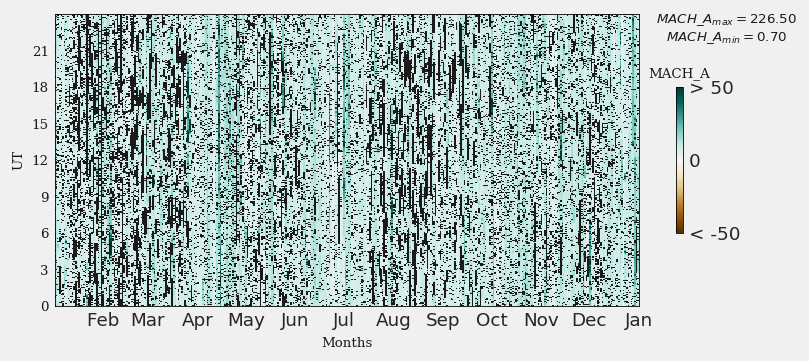 MACH_A_max = 226.50
MACH_A_min = 0.70
MACH_A
> 50
0
< -50
21
18
15
12
9
6
3
0
UT
Feb Mar Apr May Jun Jul Aug Sep Oct Nov Dec Jan
Months